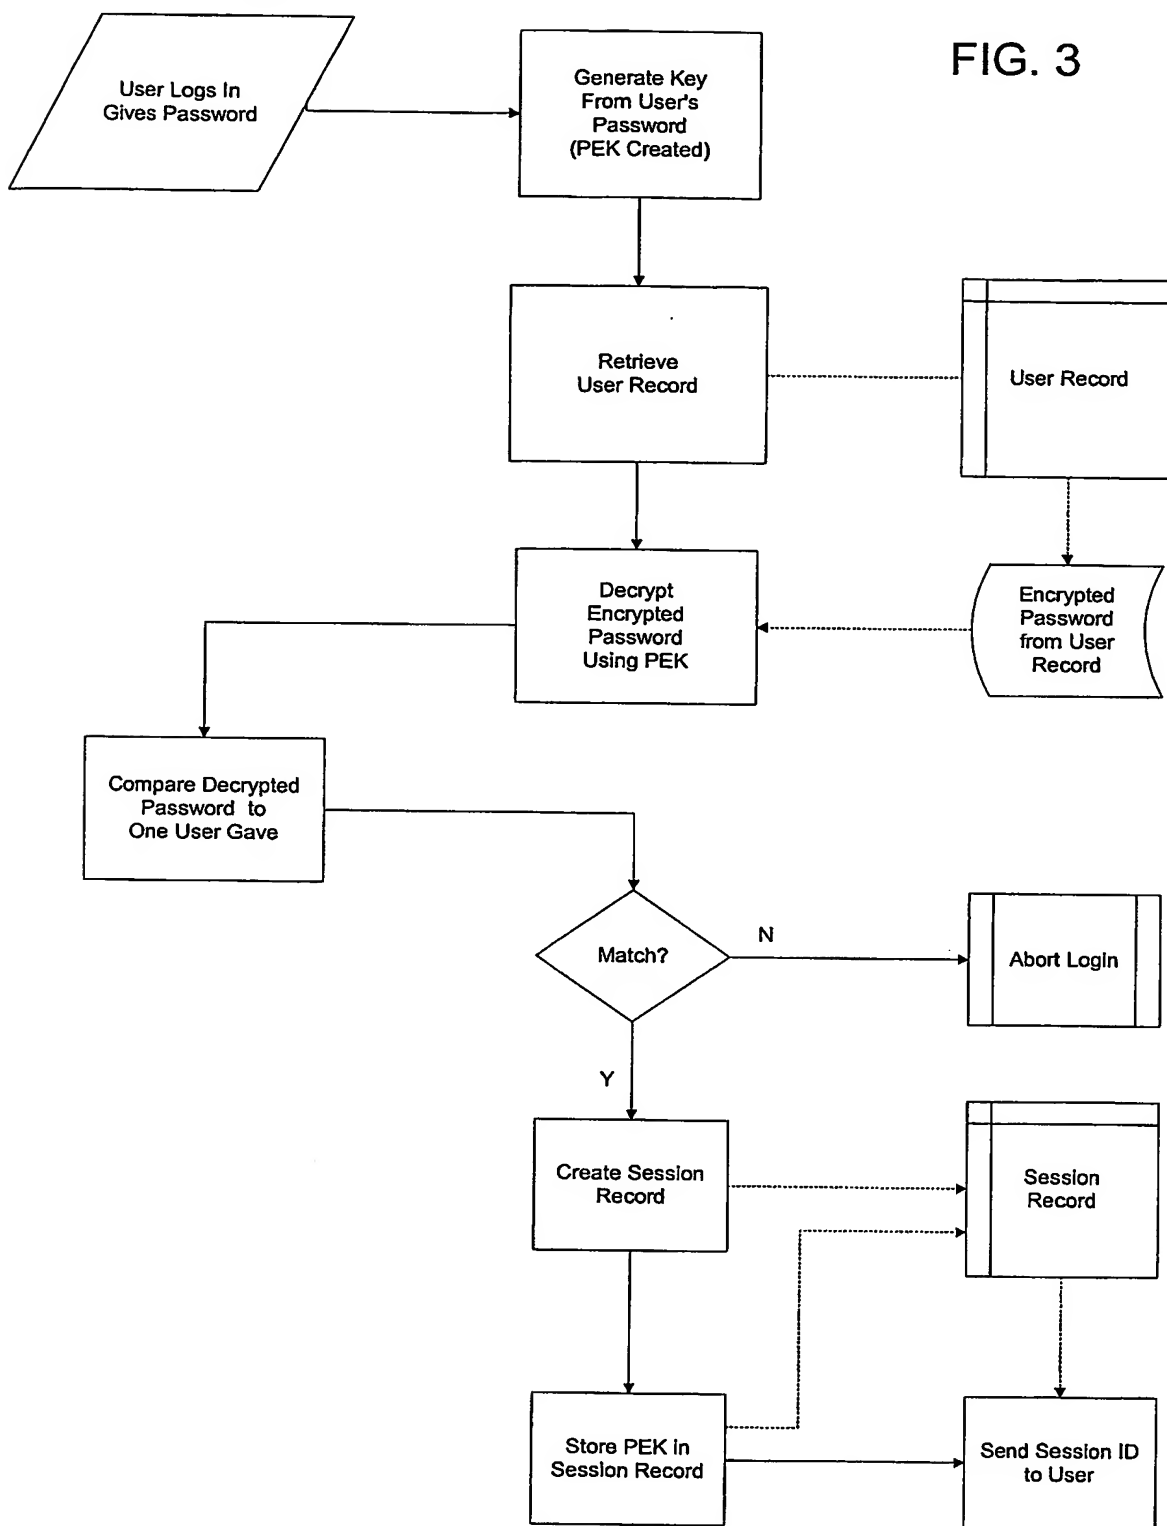 FIG. 3
User Logs In
Gives Password
Generate Key
From User's
Password
(PEK Created)
Retrieve
User Record
User Record
Decrypt
Encrypted
Password
Using PEK
Encrypted
Password
from User
Record
Compare Decrypted
Password to
One User Gave
Match?
N
Abort Login
Y
Create Session
Record
Session
Record
Store PEK in
Session Record
Send Session ID
to User